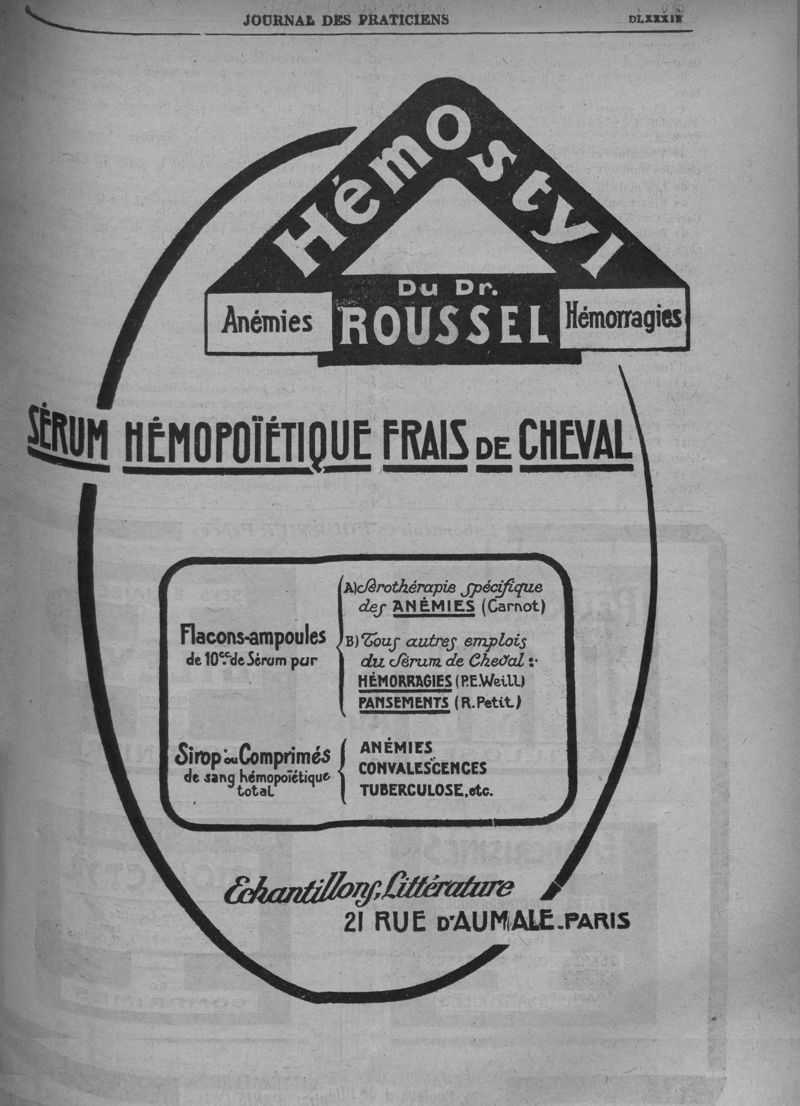 JOURNAL DES PRATICIENS
DLXXXIX
Hémostyl
Du Dr.
Anémies
ROUSSEL
Hémorragies
SÉRUM HÉMOPOÏÉTIQUE FRAIS DE CHEVAL
Flacons-ampoules
de 10cc. de Sérum pur
A) Sérothérapie spécifique
des ANÉMIES (Carnot)
B) Tous autres emplois
du Sérum de Cheval :
HÉMORRAGIES (P.E. Weill)
PANSEMENTS (R. Petit)
Sirop ou Comprimés
de sang hémopoïétique
total
ANÉMIES
CONVALESCENCES
TUBERCULOSE, etc.
Echantillons, Littérature
21 RUE D'AUMALE-PARIS